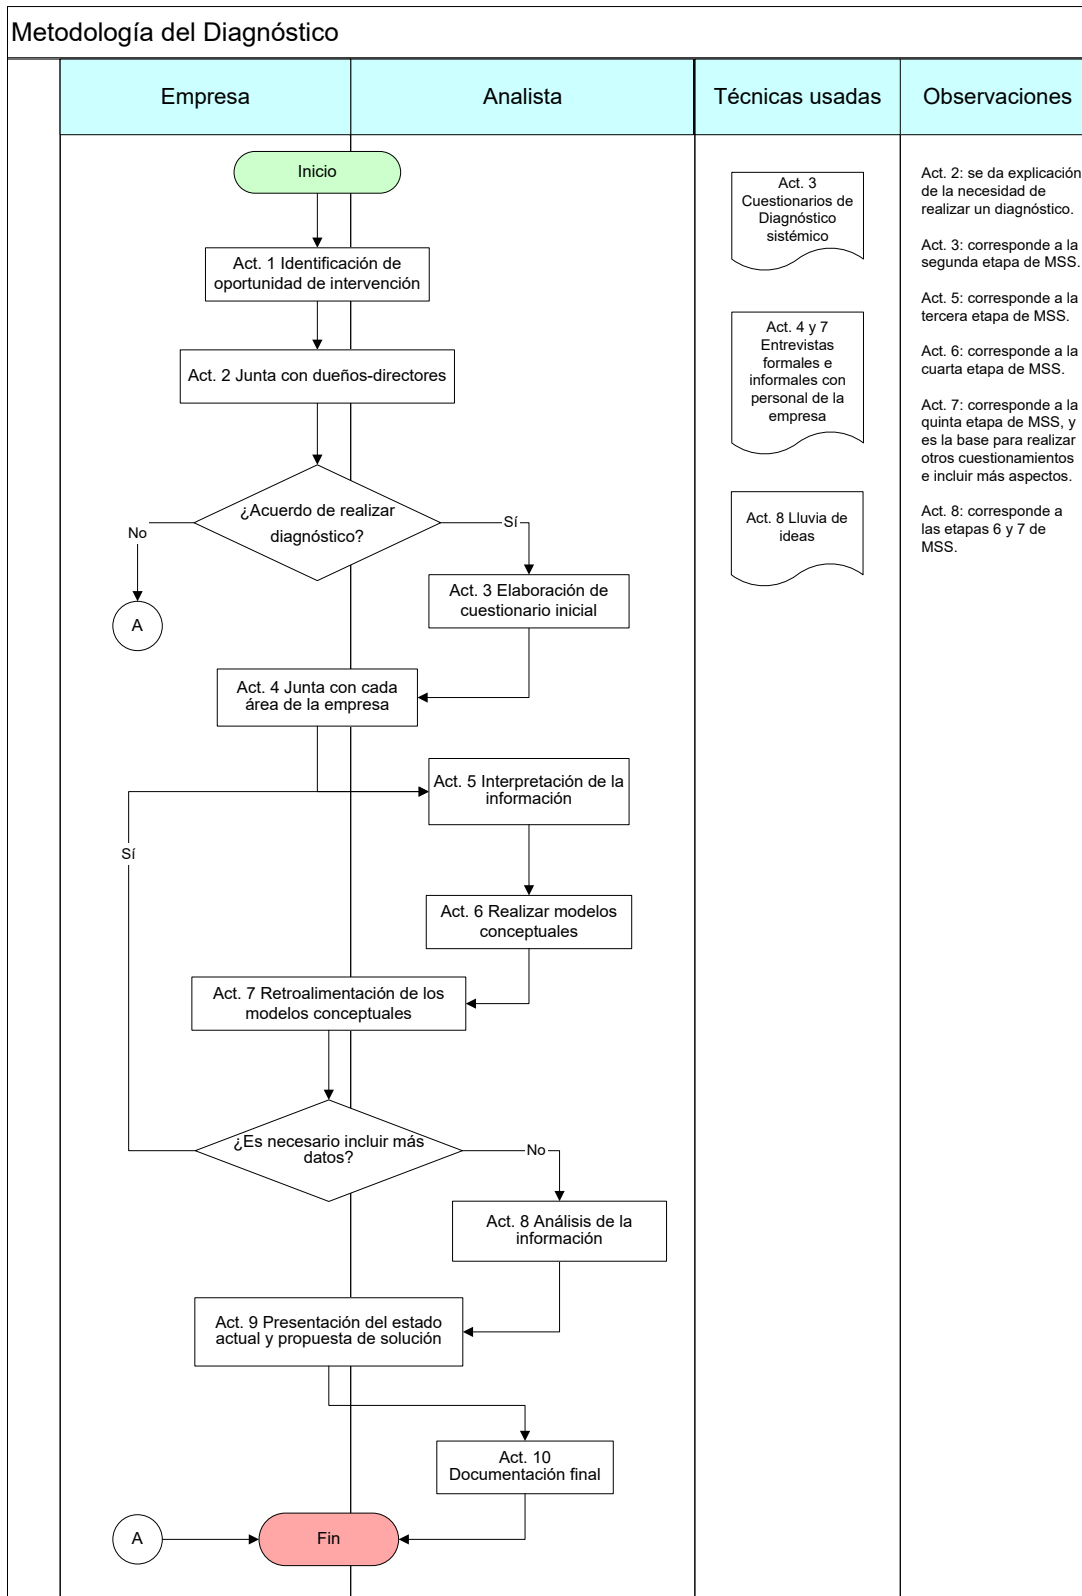 Metodología del Diagnóstico
Empresa
Analista
Técnicas usadas
Observaciones
Inicio
Act. 1 Identificación de
oportunidad de intervención
Act. 2 Junta con dueños-directores
¿Acuerdo de realizar
diagnóstico?
No
Sí
A
Act. 3 Elaboración de
cuestionario inicial
Act. 4 Junta con cada
área de la empresa
Act. 5 Interpretación de la
información
Sí
Act. 6 Realizar modelos
conceptuales
Act. 7 Retroalimentación de los
modelos conceptuales
¿Es necesario incluir más
datos?
No
Act. 8 Análisis de la
información
Act. 9 Presentación del estado
actual y propuesta de solución
Act. 10
Documentación final
A
Fin
Act. 3
Cuestionarios de
Diagnóstico
sistémico
Act. 4 y 7
Entrevistas
formales e
informales con
personal de la
empresa
Act. 8 Lluvia de
ideas
Act. 2: se da explicación
de la necesidad de
realizar un diagnóstico.
Act. 3: corresponde a la
segunda etapa de MSS.
Act. 5: corresponde a la
tercera etapa de MSS.
Act. 6: corresponde a la
cuarta etapa de MSS.
Act. 7: corresponde a la
quinta etapa de MSS, y
es la base para realizar
otros cuestionamientos
e incluir más aspectos.
Act. 8: corresponde a
las etapas 6 y 7 de
MSS.